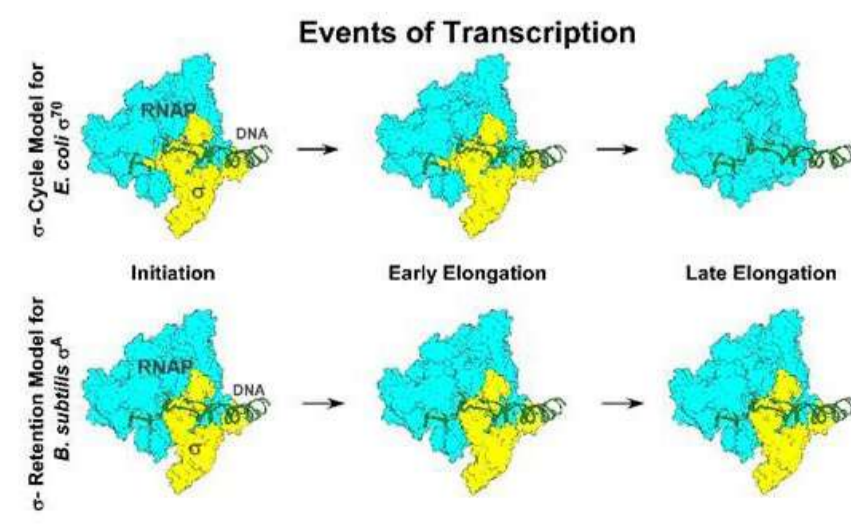 Events of Transcription
σ- Cycle Model for
E. coli σ70
RNAP
DNA
σ
Initiation
Early Elongation
Late Elongation
σ- Retention Model for
B. subtilis σA
RNAP
DNA
σ